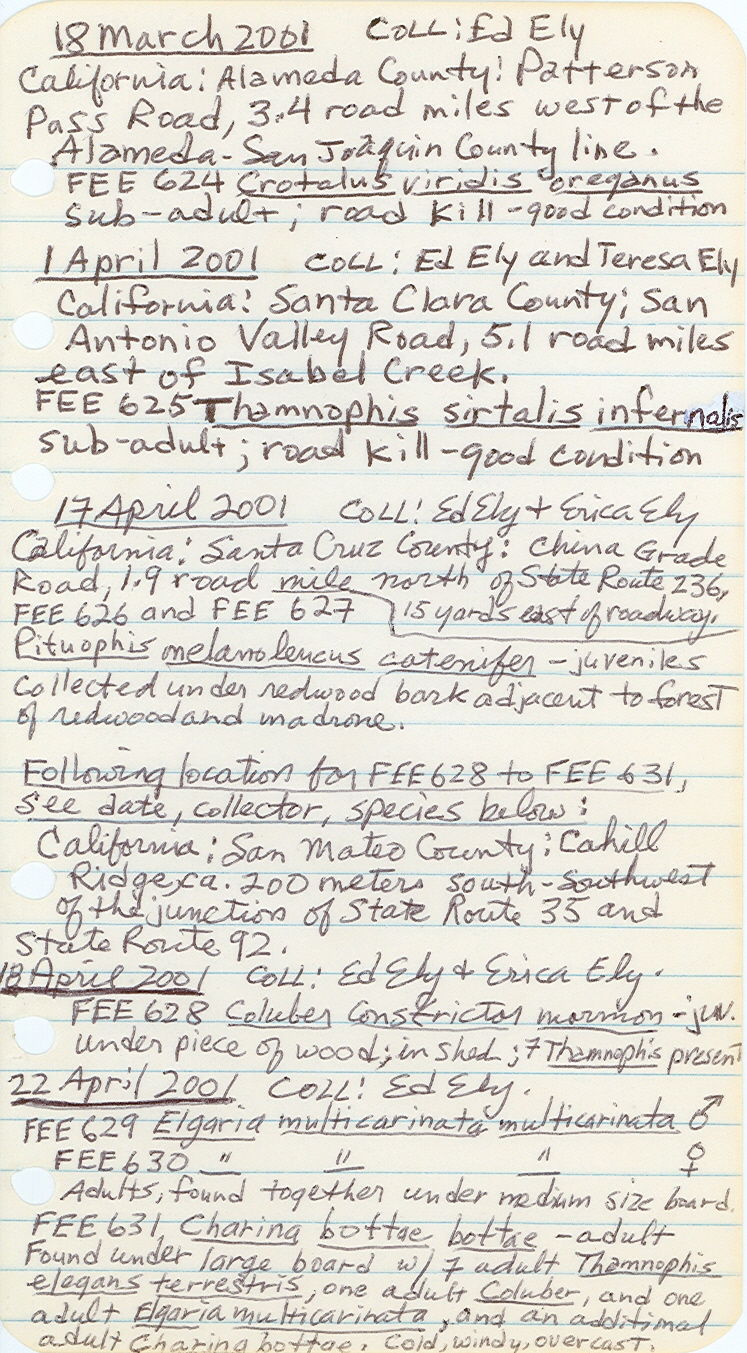 18 March 2001 COLL: Ed Ely
California: Alameda County: Patterson
Pass Road, 3.4 road miles west of the
Alameda-San Joaquin County line.
FEE 624 Crotalus viridis oreganus
sub-adult; road kill-good condition
1 April 2001 COLL: Ed Ely and Teresa Ely
California: Santa Clara County; San
Antonio Valley Road, 5.1 road miles
east of Isabel Creek.
FEE 625 Thamnophis sirtalis infernalis
sub-adult; road kill-good condition
17 April 2001 COLL: Ed Ely + Erica Ely
California: Santa Cruz County: China Grade
Road, 1.9 road mile north of State Route 236,
FEE 626 and FEE 627 15 yards east of roadway.
Pituophis melanoleucus catenifer - juveniles
collected under redwood bark adjacent to forest
of redwood and madrone.
Following location for FEE 628 to FEE 631,
see date, collector, species below:
California; San Mateo County; Cahill
Ridge, ca. 200 meters south-southwest
of the junction of State Route 35 and
State Route 92.
18 April 2001 COLL: Ed Ely & Erica Ely.
FEE 628 Coluber constrictor mormon - juv.
under piece of wood; in shed; 7 Thamnophis present
22 April 2001 COLL: Ed Ely.
FEE 629 Elgaria multicarinata multicarinata ♂
FEE 630 " " " ♀
Adults, found together under medium size board.
FEE 631 Charina bottae bottae - adult
Found under large board w/ 7 adult Thamnophis
elegans terrestris, one adult Coluber, and one
adult Elgaria multicarinata, and an additional
adult Charina bottae. Cold, windy, overcast.